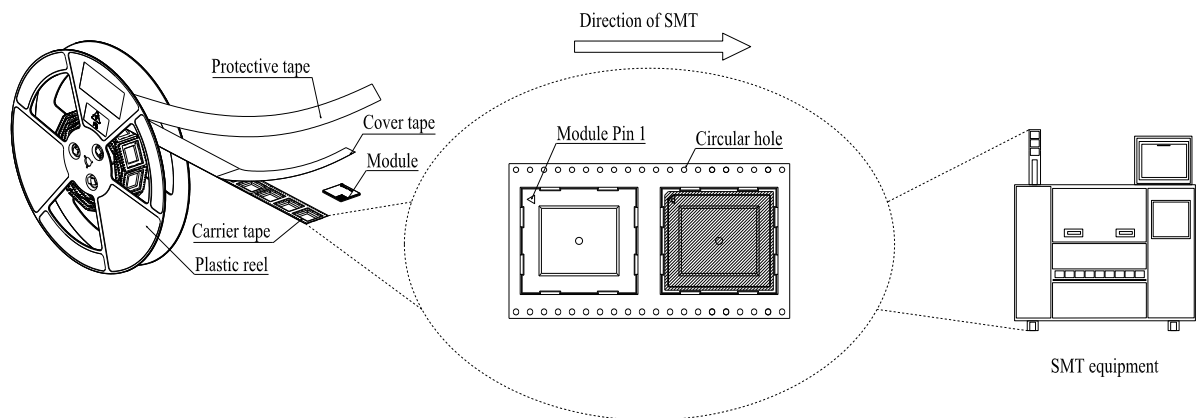 Direction of SMT
Protective tape
Cover tape
Module
Module Pin 1
Circular hole
Carrier tape
Plastic reel
SMT equipment